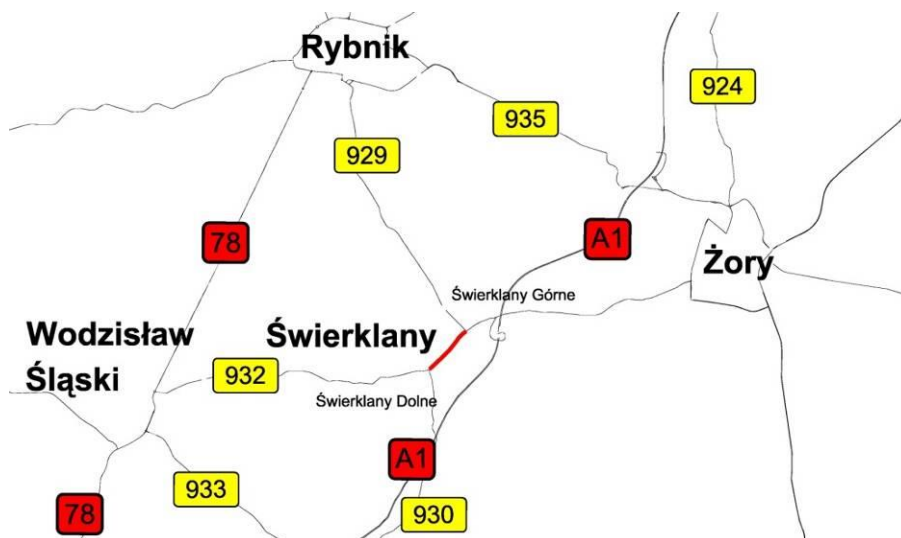 Rybnik
924
935
929
78
A1
Żory
Świerklany Górne
Wodzisław
Śląski
Świerklany
932
Świerklany Dolne
A1
933
78
930